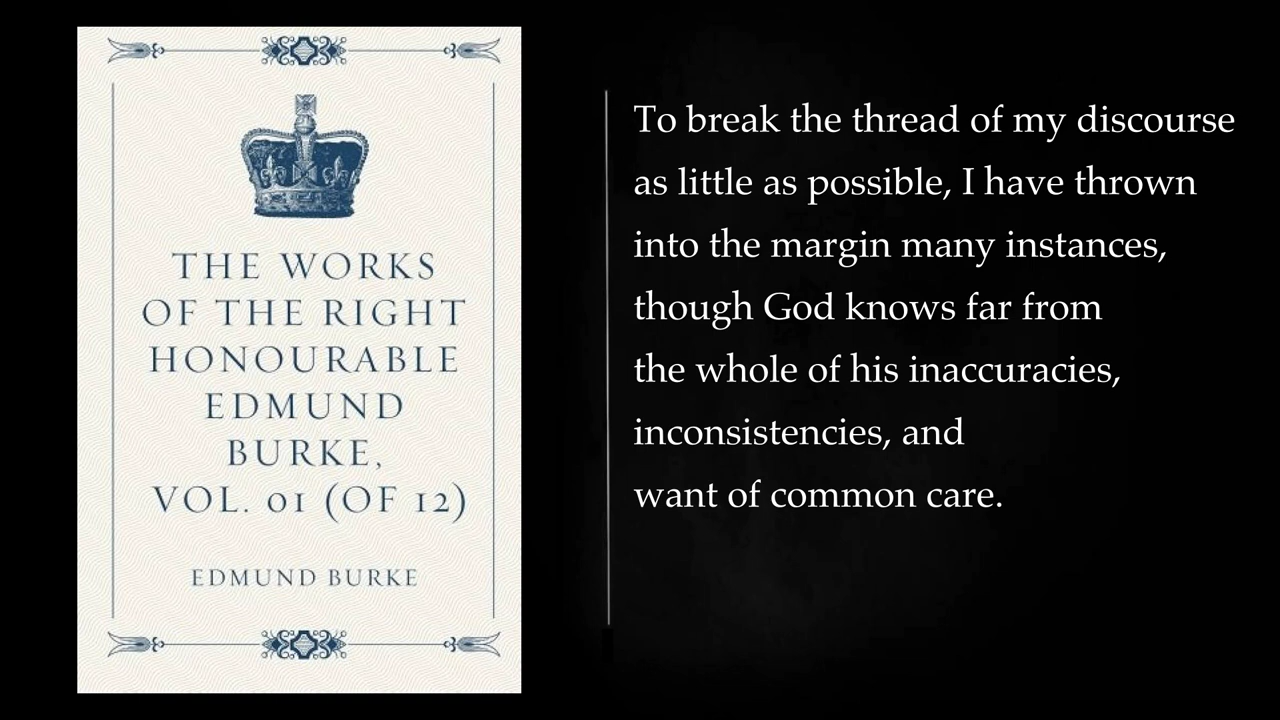 THE WORKS
OF THE RIGHT
HONOURABLE
EDMUND
BURKE,
VOL. 01 (OF 12)
EDMUND BURKE
To break the thread of my discourse
as little as possible, I have thrown
into the margin many instances,
though God knows far from
the whole of his inaccuracies,
inconsistencies, and
want of common care.